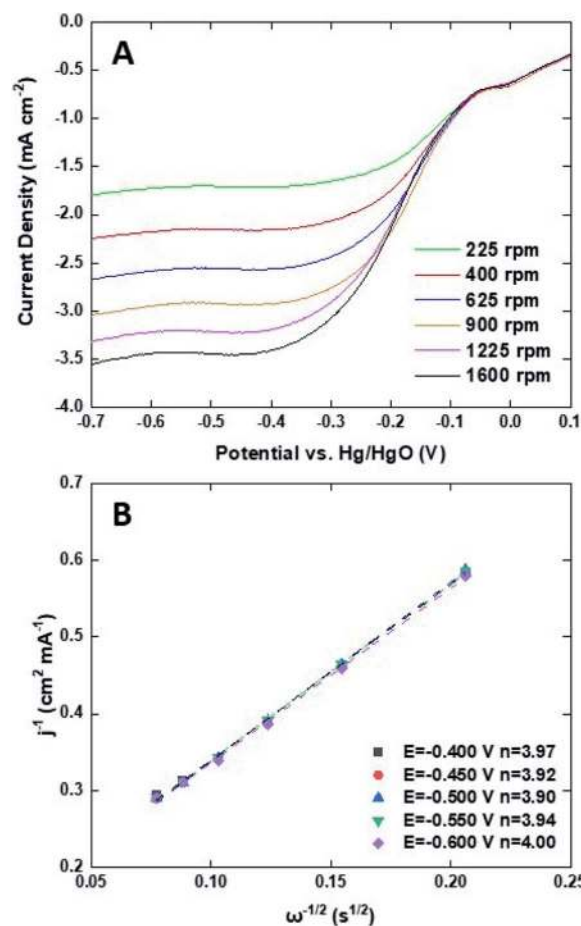 A
0.0
-0.5
-1.0
-1.5
-2.0
-2.5
-3.0
-3.5
-4.0
Current Density (mA cm⁻²)
225 rpm
400 rpm
625 rpm
900 rpm
1225 rpm
1600 rpm
-0.7 -0.6 -0.5 -0.4 -0.3 -0.2 -0.1 0.0 0.1
Potential vs. Hg/HgO (V)
B
0.7
0.6
0.5
0.4
0.3
0.2
j⁻¹ (cm² mA⁻¹)
E=-0.400 V n=3.97
E=-0.450 V n=3.92
E=-0.500 V n=3.90
E=-0.550 V n=3.94
E=-0.600 V n=4.00
0.05 0.10 0.15 0.20 0.25
ω⁻¹/² (s¹/²)